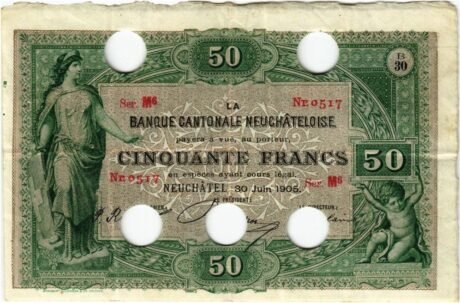 50
B
30
Ser. M6 Nr. 0517
LA
BANQUE CANTONALE NEUCHÂTELOISE
payera à vue, au porteur,
CINQUANTE FRANCS
50
en espèces ayant cours légal.
Nr. 0517 Ser. M6
NEUCHÂTEL, 30 Juin 1906.
LE PRÉSIDENT
LE DIRECTEUR
50